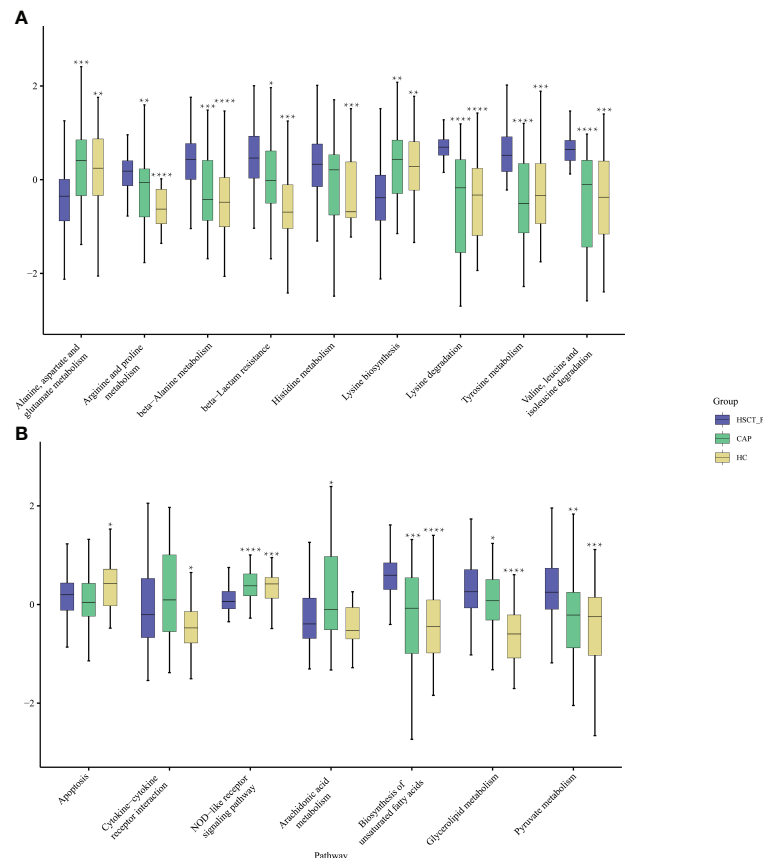 A
2
0
−2
***
**
**
****
***
****
*
***
***
**
**
****
****
****
***
****
***
Alanine, aspartate and
glutamate metabolism
Arginine and proline
metabolism
beta−Alanine metabolism
beta−Lactam resistance
Histidine metabolism
Lysine biosynthesis
Lysine degradation
Tyrosine metabolism
Valine, leucine and
isoleucine degradation
Group
HSCT_P
CAP
HC
B
2
0
−2
*
*
****
***
*
****
****
*
****
**
***
Apoptosis
Cytokine−cytokine
receptor interaction
NOD−like receptor
signaling pathway
Arachidonic acid
metabolism
Biosynthesis of
unsaturated fatty acids
Glycerolipid metabolism
Pyruvate metabolism
Pathway